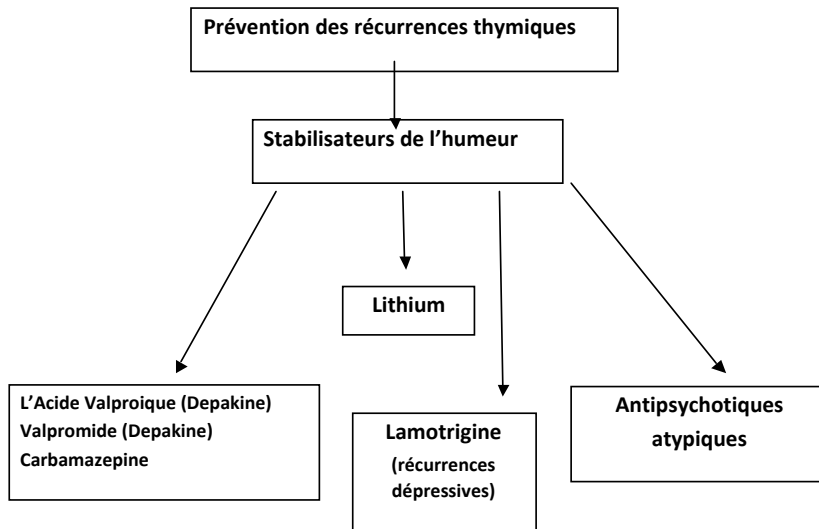 Prévention des récurrences thymiques
Stabilisateurs de l’humeur
Lithium
L’Acide Valproique (Depakine)
Valpromide (Depakine)
Carbamazepine
Lamotrigine
(récurrences
dépressives)
Antipsychotiques
atypiques